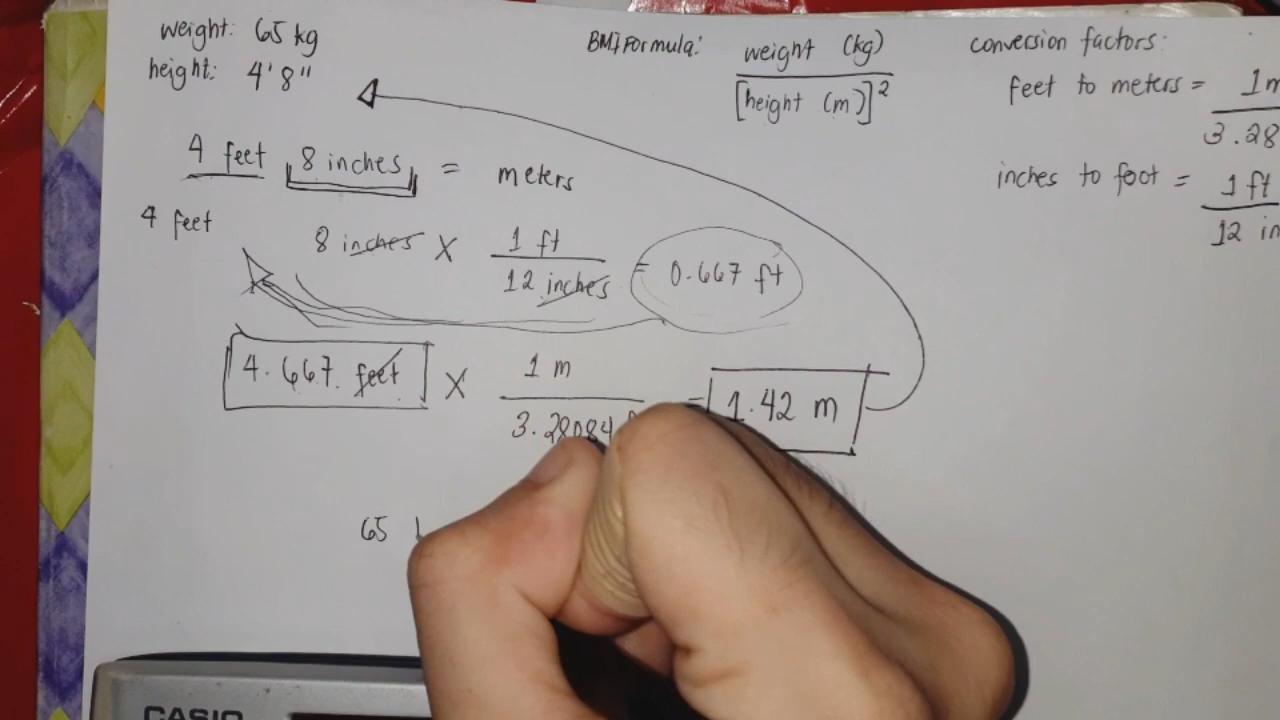 weight: 65 kg
height: 4'8"
BMI Formula: weight (kg)
[height (m)]²
conversion factors:
feet to meters = 1m
3.28
inches to foot = 1 ft
12 in
4 feet 8 inches = meters
4 feet
8 inches X 1 ft
12 inches
= 0.667 ft
4.667 feet X 1 m
3.28084
= 1.42 m
65
CASIO